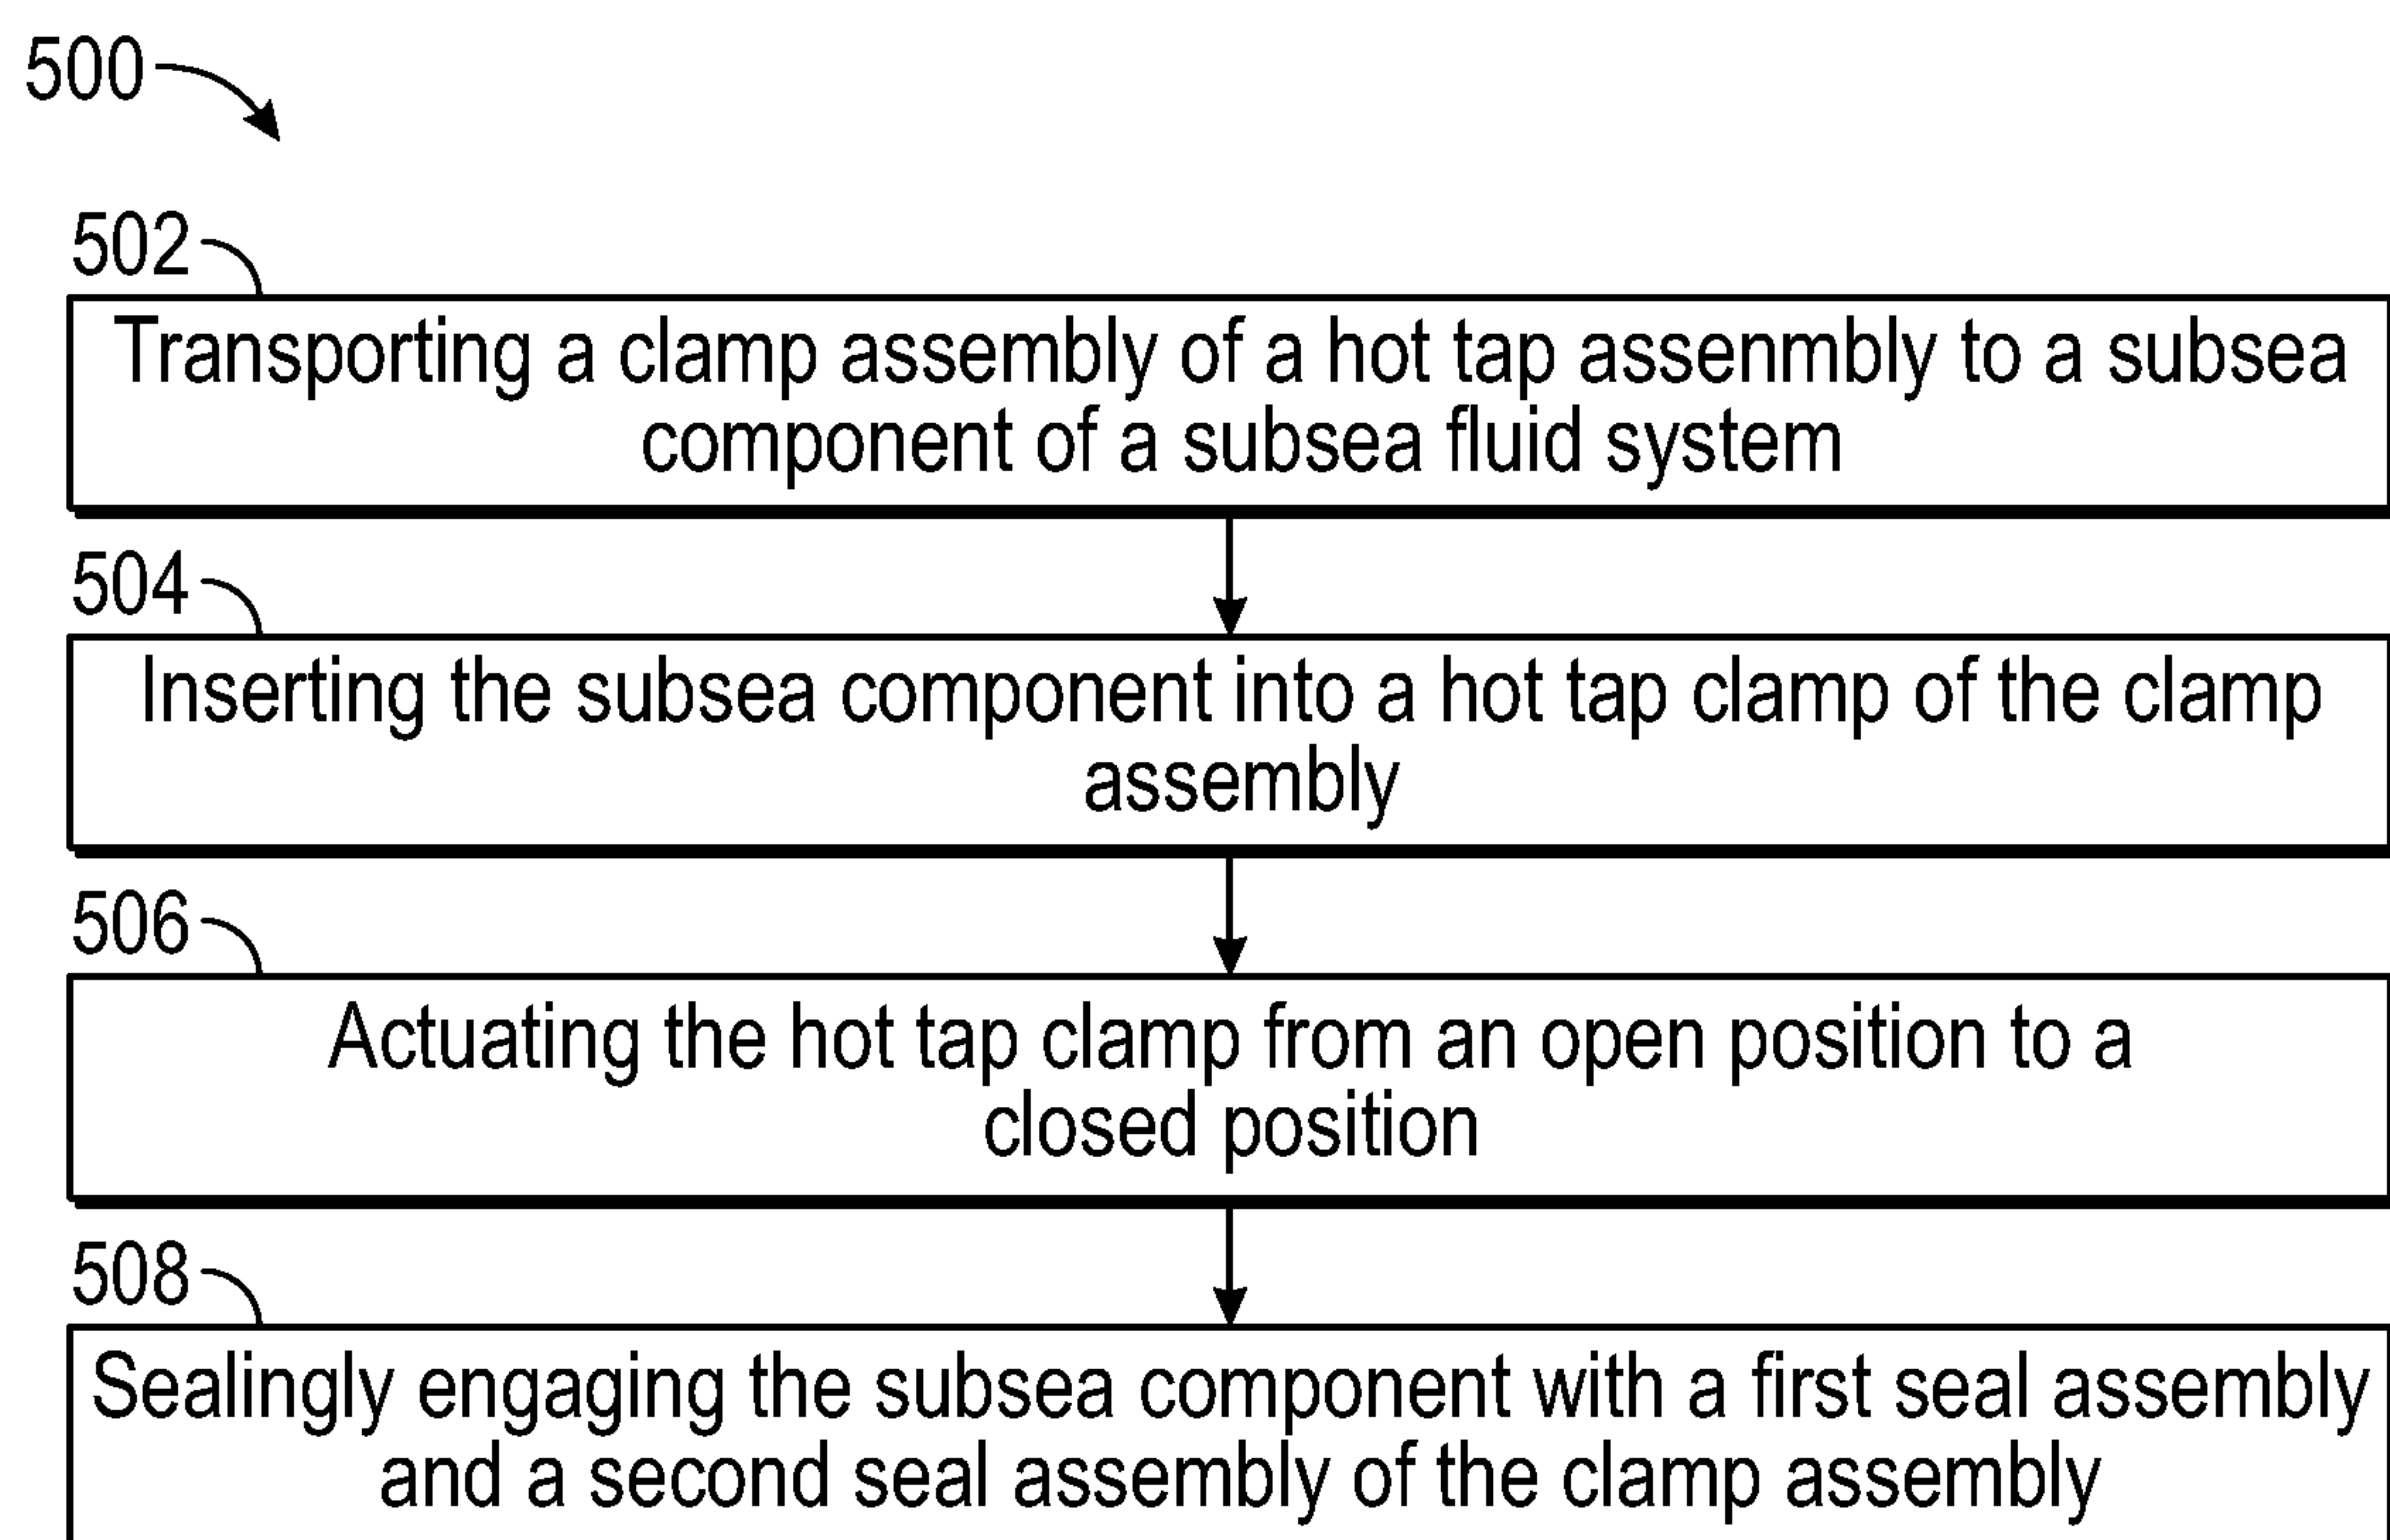 500
502
Transporting a clamp assembly of a hot tap assenmbly to a subsea
component of a subsea fluid system
504
Inserting the subsea component into a hot tap clamp of the clamp
assembly
506
Actuating the hot tap clamp from an open position to a
closed position
508
Sealingly engaging the subsea component with a first seal assembly
and a second seal assembly of the clamp assembly